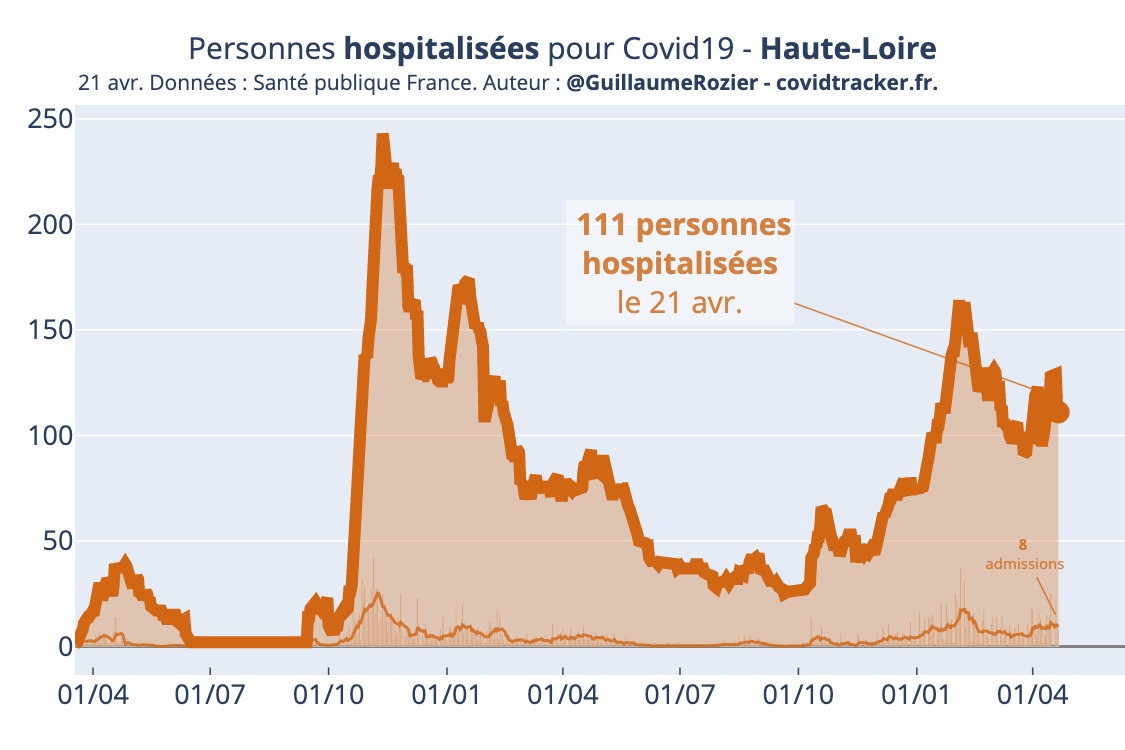 Personnes hospitalisées pour Covid19 - Haute-Loire
21 avr. Données : Santé publique France. Auteur : @GuillaumeRozier - covidtracker.fr.
250
200
150
100
50
0
111 personnes
hospitalisées
le 21 avr.
8
admissions
01/04 01/07 01/10 01/01 01/04 01/07 01/10 01/01 01/04